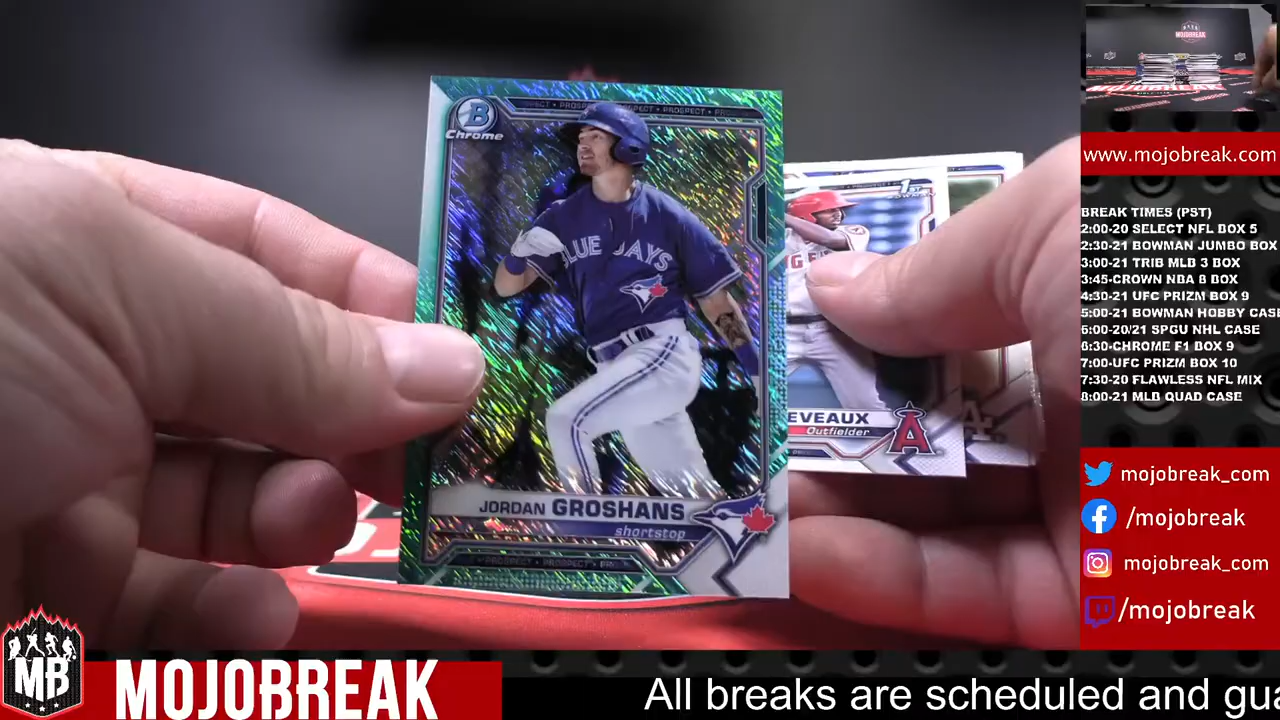 B
Chrome
PROSPECT
BLUE JAYS
JORDAN GROSHANS
shortstop
PROSPECT • PROSPECT
1ST
BOWMAN
EVEAUX
Outfielder
A
LA
MOJOBREAK
www.mojobreak.com
BREAK TIMES (PST)
2:00-20 SELECT NFL BOX 5
2:30-21 BOWMAN JUMBO BOX
3:00-21 TRIB MLB 3 BOX
3:45-CROWN NBA 8 BOX
4:30-21 UFC PRIZM BOX 9
5:00-21 BOWMAN HOBBY CASE
6:00-20/21 SPGU NHL CASE
6:30-CHROME F1 BOX 9
7:00-UFC PRIZM BOX 10
7:30-20 FLAWLESS NFL MIX
8:00-21 MLB QUAD CASE
mojobreak_com
/mojobreak
mojobreak_com
/mojobreak
MB
MOJOBREAK
All breaks are scheduled and gua